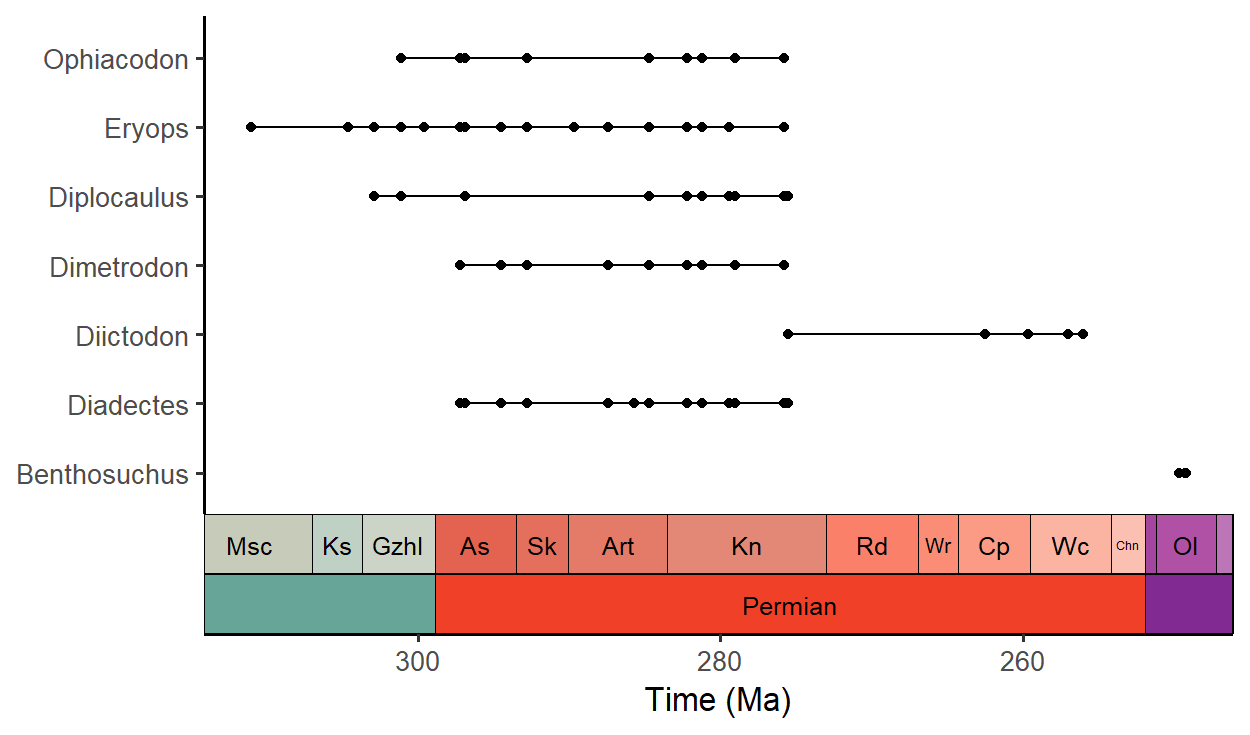 Ophiacodon
Eryops
Diplocaulus
Dimetrodon
Diictodon
Diadectes
Benthosuchus
Msc Ks Gzhl As Sk Art Kn Rd Wr Cp Wc Chn Ol
Permian
300 280 260
Time (Ma)